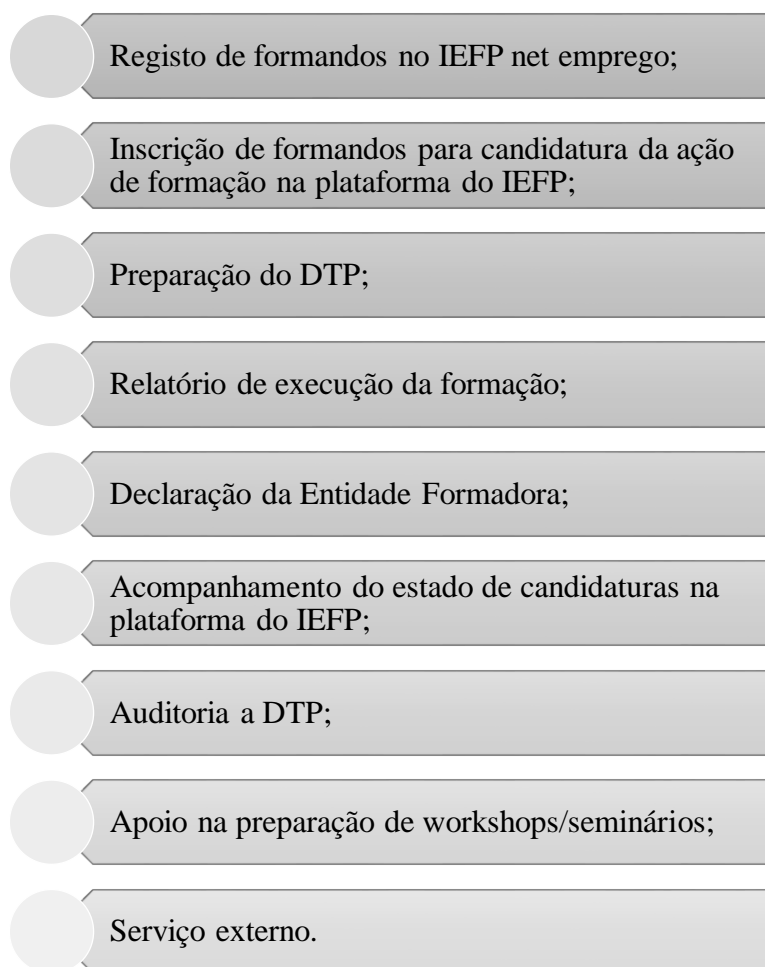 Registo de formandos no IEFP net emprego;
Inscrição de formandos para candidatura da ação
de formação na plataforma do IEFP;
Preparação do DTP;
Relatório de execução da formação;
Declaração da Entidade Formadora;
Acompanhamento do estado de candidaturas na
plataforma do IEFP;
Auditoria a DTP;
Apoio na preparação de workshops/seminários;
Serviço externo.